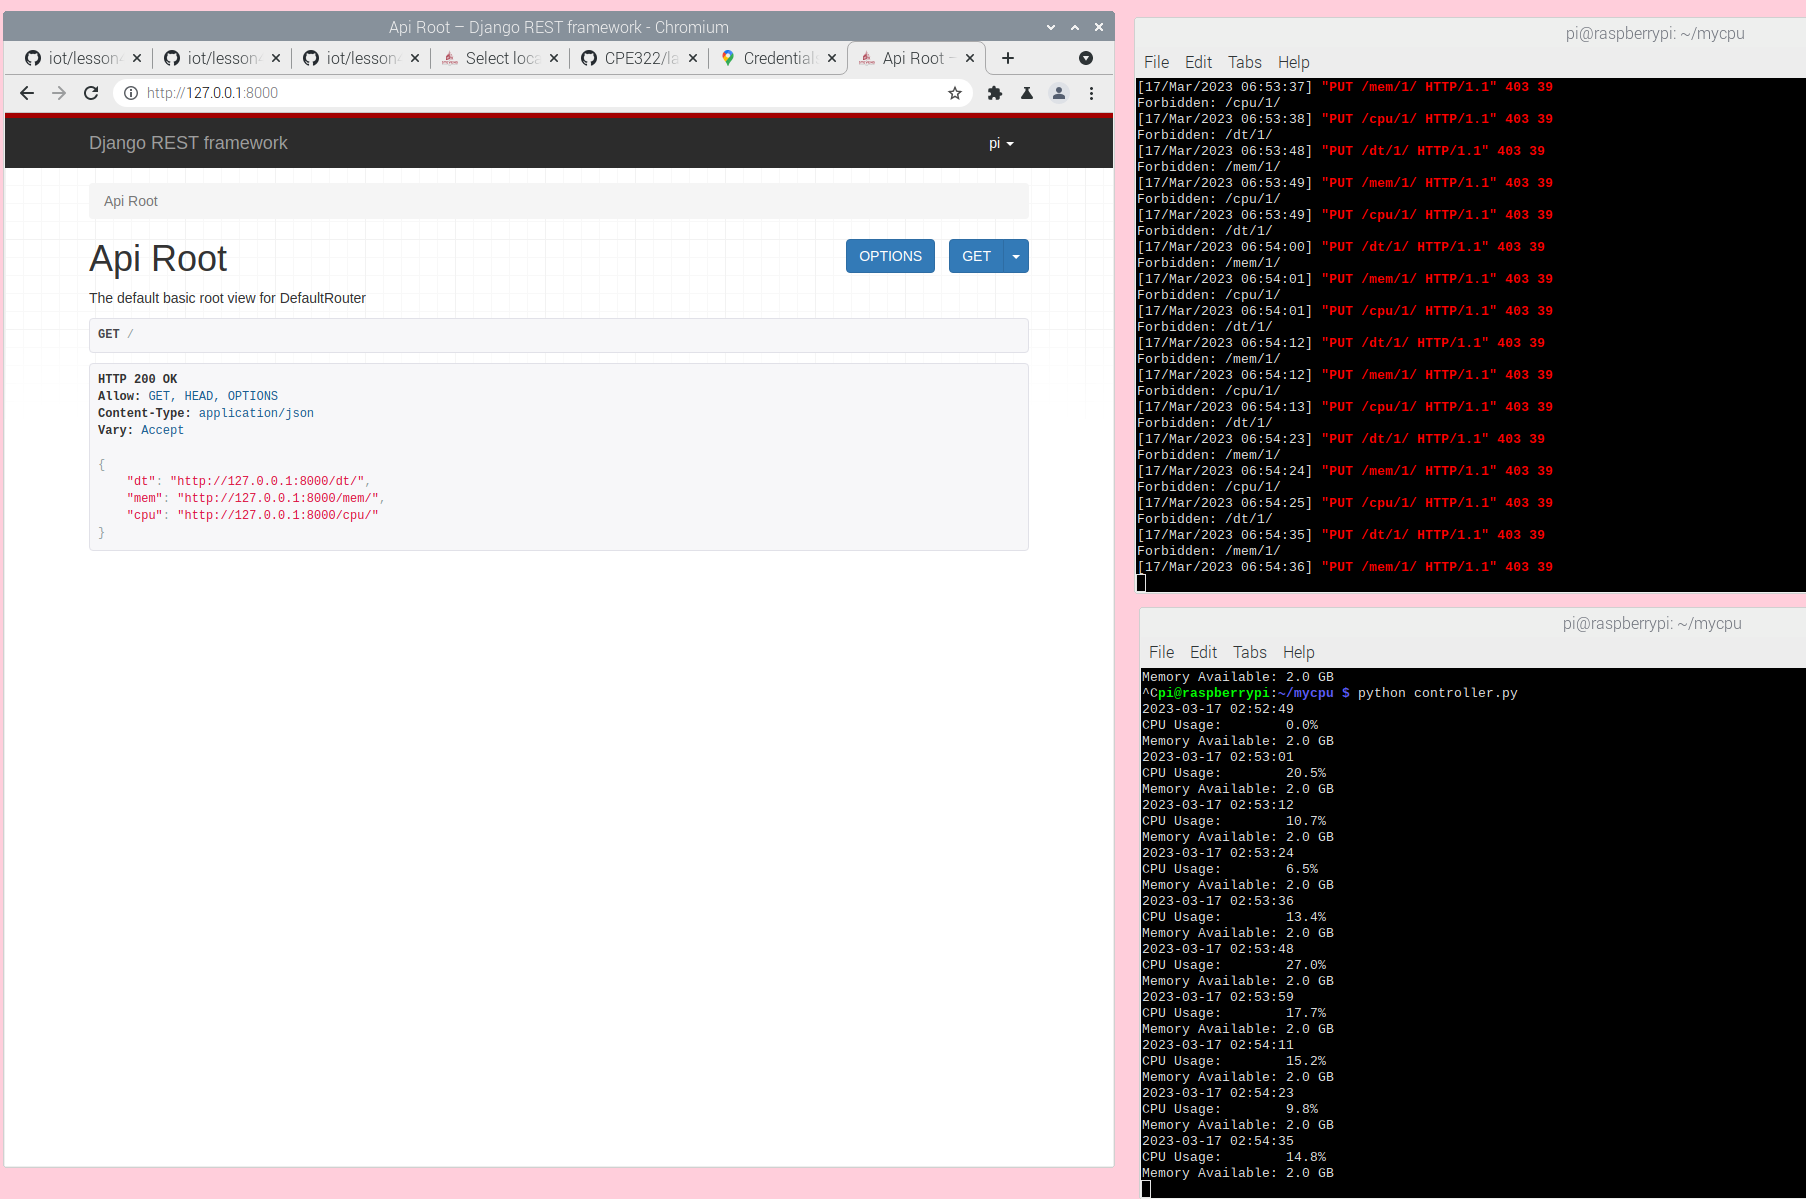 Api Root – Django REST framework - Chromium
iot/lesson4
iot/lesson4
iot/lesson4
Select loca
CPE322/la
Credentials
Api Root –
http://127.0.0.1:8000
Django REST framework
pi
Api Root
Api Root
OPTIONS
GET
The default basic root view for DefaultRouter
GET /
HTTP 200 OK
Allow: GET, HEAD, OPTIONS
Content-Type: application/json
Vary: Accept
{
"dt": "http://127.0.0.1:8000/dt/",
"mem": "http://127.0.0.1:8000/mem/",
"cpu": "http://127.0.0.1:8000/cpu/"
}
pi@raspberrypi: ~/mycpu
File Edit Tabs Help
[17/Mar/2023 06:53:37] "PUT /mem/1/ HTTP/1.1" 403 39
Forbidden: /cpu/1/
[17/Mar/2023 06:53:38] "PUT /cpu/1/ HTTP/1.1" 403 39
Forbidden: /dt/1/
[17/Mar/2023 06:53:48] "PUT /dt/1/ HTTP/1.1" 403 39
Forbidden: /mem/1/
[17/Mar/2023 06:53:49] "PUT /mem/1/ HTTP/1.1" 403 39
Forbidden: /cpu/1/
[17/Mar/2023 06:53:49] "PUT /cpu/1/ HTTP/1.1" 403 39
Forbidden: /dt/1/
[17/Mar/2023 06:54:00] "PUT /dt/1/ HTTP/1.1" 403 39
Forbidden: /mem/1/
[17/Mar/2023 06:54:01] "PUT /mem/1/ HTTP/1.1" 403 39
Forbidden: /cpu/1/
[17/Mar/2023 06:54:01] "PUT /cpu/1/ HTTP/1.1" 403 39
Forbidden: /dt/1/
[17/Mar/2023 06:54:12] "PUT /dt/1/ HTTP/1.1" 403 39
Forbidden: /mem/1/
[17/Mar/2023 06:54:12] "PUT /mem/1/ HTTP/1.1" 403 39
Forbidden: /cpu/1/
[17/Mar/2023 06:54:13] "PUT /cpu/1/ HTTP/1.1" 403 39
Forbidden: /dt/1/
[17/Mar/2023 06:54:23] "PUT /dt/1/ HTTP/1.1" 403 39
Forbidden: /mem/1/
[17/Mar/2023 06:54:24] "PUT /mem/1/ HTTP/1.1" 403 39
Forbidden: /cpu/1/
[17/Mar/2023 06:54:25] "PUT /cpu/1/ HTTP/1.1" 403 39
Forbidden: /dt/1/
[17/Mar/2023 06:54:35] "PUT /dt/1/ HTTP/1.1" 403 39
Forbidden: /mem/1/
[17/Mar/2023 06:54:36] "PUT /mem/1/ HTTP/1.1" 403 39
pi@raspberrypi: ~/mycpu
File Edit Tabs Help
Memory Available: 2.0 GB
^Cpi@raspberrypi:~/mycpu $ python controller.py
2023-03-17 02:52:49
CPU Usage: 0.0%
Memory Available: 2.0 GB
2023-03-17 02:53:01
CPU Usage: 20.5%
Memory Available: 2.0 GB
2023-03-17 02:53:12
CPU Usage: 10.7%
Memory Available: 2.0 GB
2023-03-17 02:53:24
CPU Usage: 6.5%
Memory Available: 2.0 GB
2023-03-17 02:53:36
CPU Usage: 13.4%
Memory Available: 2.0 GB
2023-03-17 02:53:48
CPU Usage: 27.0%
Memory Available: 2.0 GB
2023-03-17 02:53:59
CPU Usage: 17.7%
Memory Available: 2.0 GB
2023-03-17 02:54:11
CPU Usage: 15.2%
Memory Available: 2.0 GB
2023-03-17 02:54:23
CPU Usage: 9.8%
Memory Available: 2.0 GB
2023-03-17 02:54:35
CPU Usage: 14.8%
Memory Available: 2.0 GB